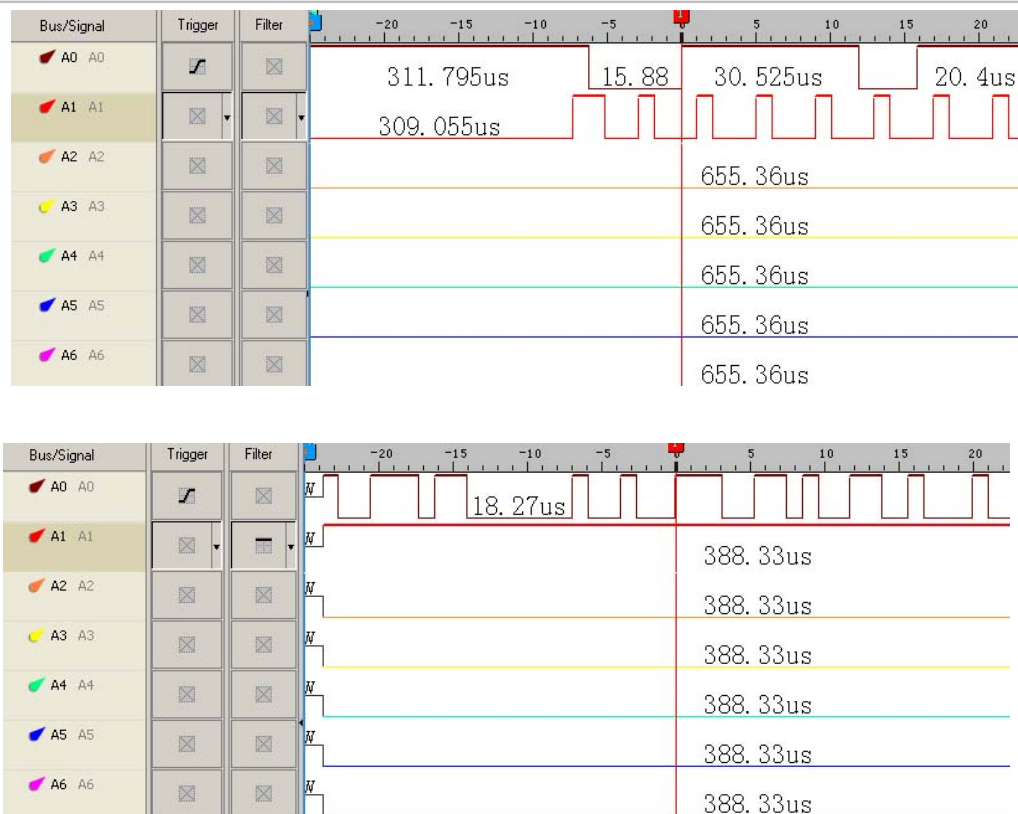 Bus/Signal Trigger Filter -20 -15 -10 -5 5 10 15 20
A0 A0 311.795us 15.88 30.525us 20.4us
A1 A1 309.055us
A2 A2 655.36us
A3 A3 655.36us
A4 A4 655.36us
A5 A5 655.36us
A6 A6 655.36us
Bus/Signal Trigger Filter -20 -15 -10 -5 5 10 15 20
A0 A0 N 18.27us
A1 A1 N 388.33us
A2 A2 N 388.33us
A3 A3 N 388.33us
A4 A4 N 388.33us
A5 A5 N 388.33us
A6 A6 N 388.33us